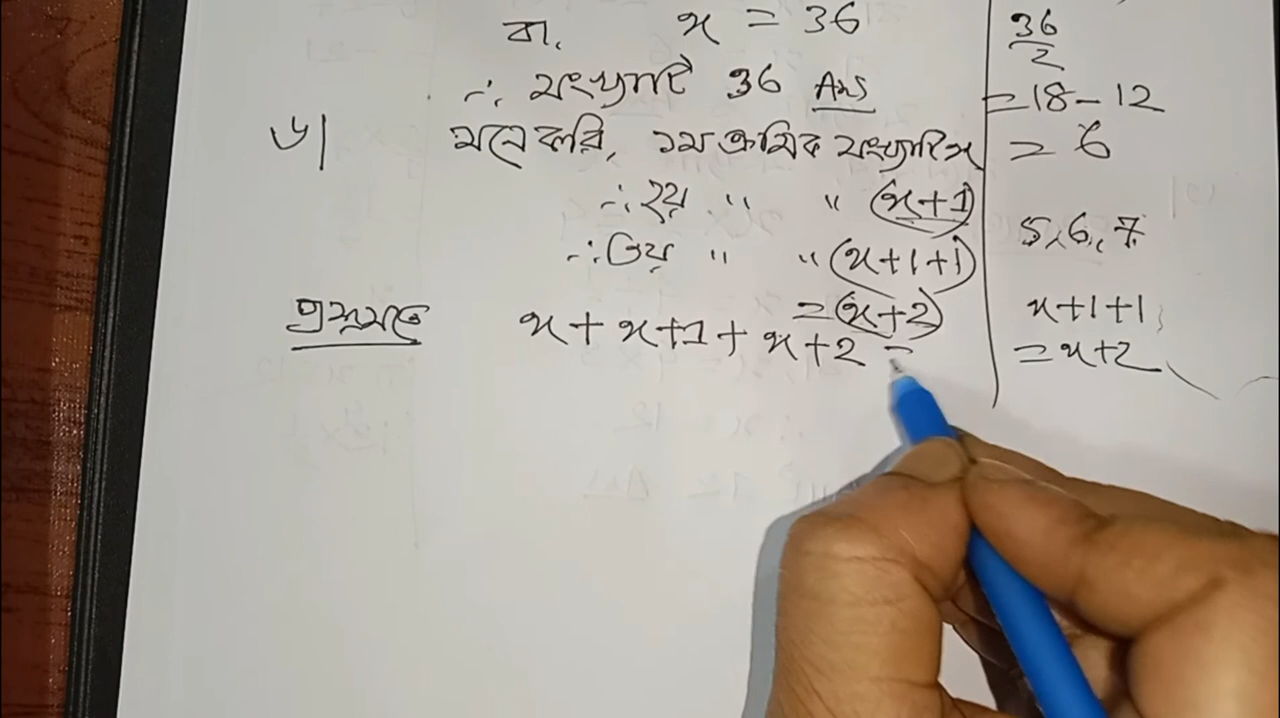 বা, x = 36
∴ সংখ্যাটি 36 Ans
৬| মনেকরি, ১ম ক্রমিক সংখ্যাটি x
∴ ২য় " " (x+1)
∴ ৩য় " " (x+1+1)
= (x+2)
প্রশ্নমতে x + x+1 + x+2 =
36
2
= 18 - 12
= 6
5, 6, 7
x+1+1
= x+2